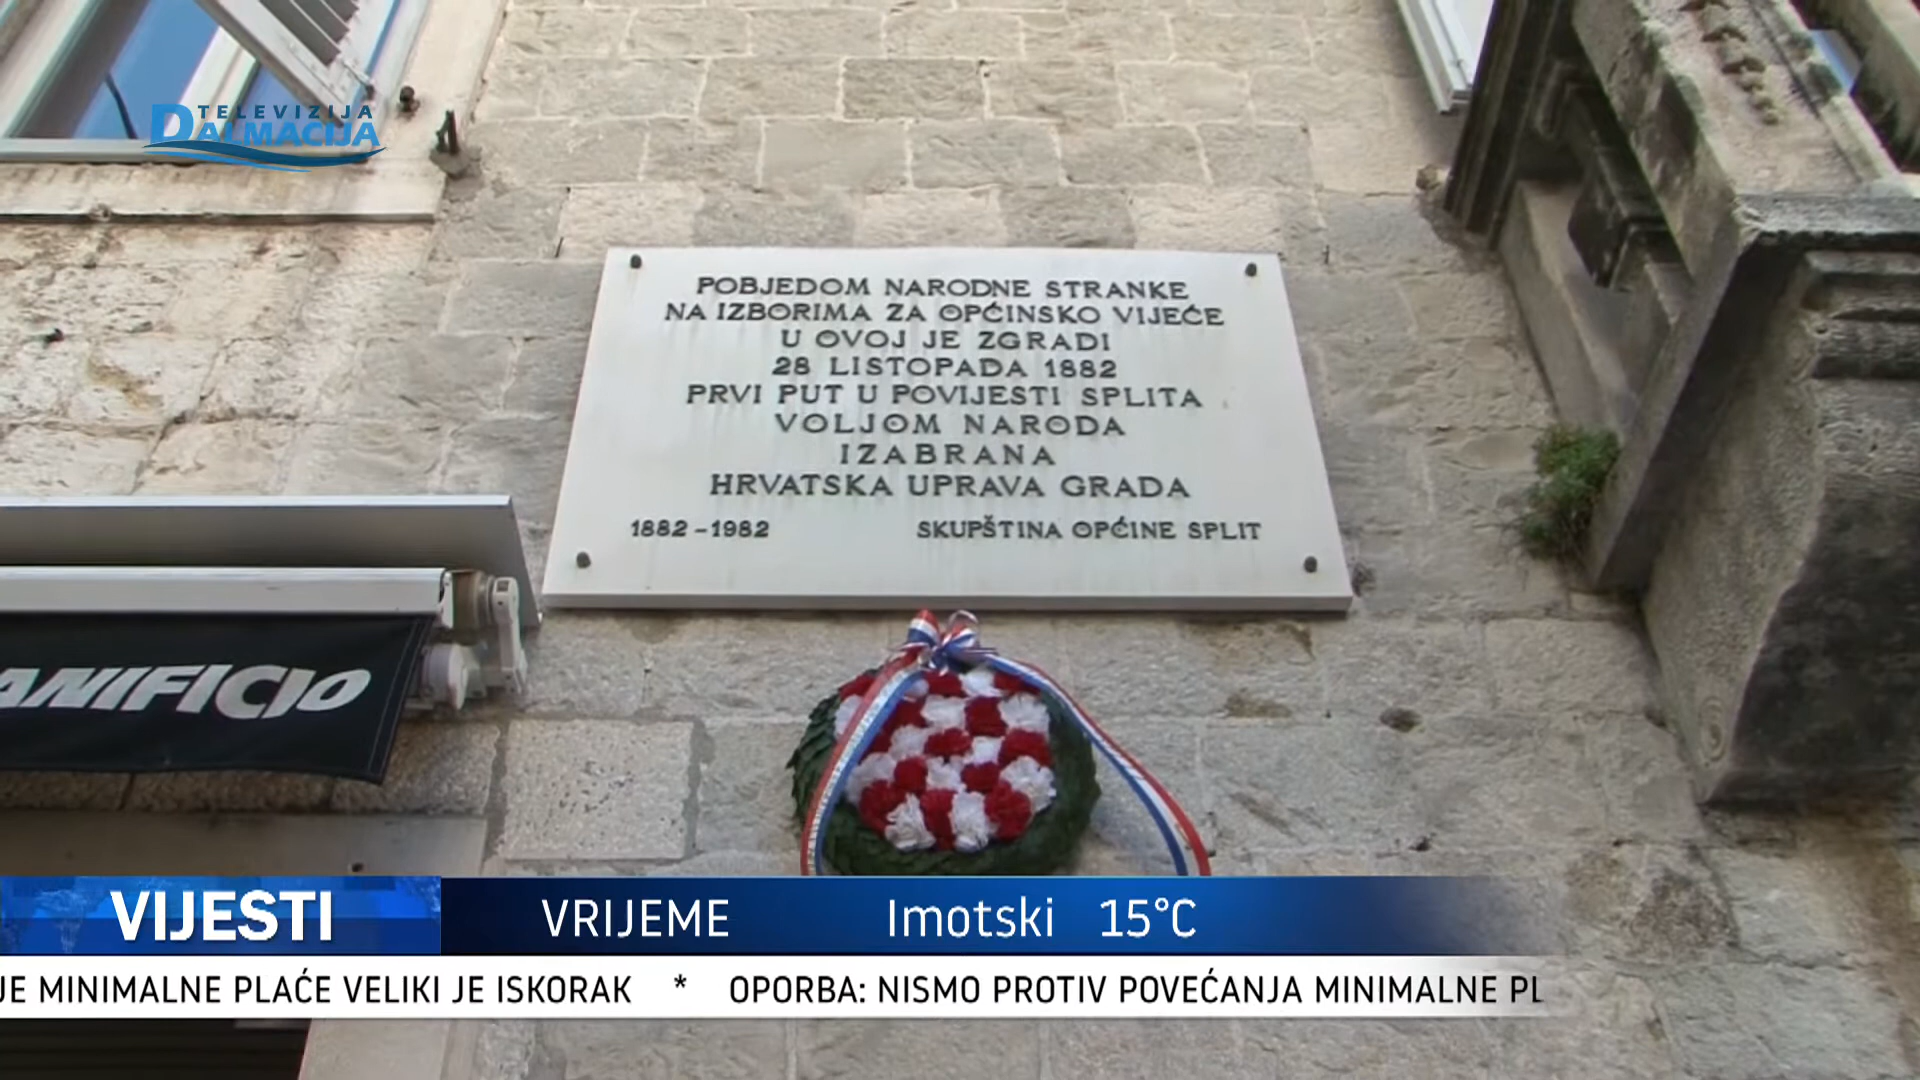 TELEVIZIJA
DALMACIJA
POBJEDOM NARODNE STRANKE
NA IZBORIMA ZA OPĆINSKO VIJEĆE
U OVOJ JE ZGRADI
28 LISTOPADA 1882
PRVI PUT U POVIJESTI SPLITA
VOLJOM NARODA
IZABRANA
HRVATSKA UPRAVA GRADA
1882-1982 SKUPŠTINA OPĆINE SPLIT
ANIFICIO
VIJESTI VRIJEME Imotski 15°C
JE MINIMALNE PLAĆE VELIKI JE ISKORAK * OPORBA: NISMO PROTIV POVEĆANJA MINIMALNE PL